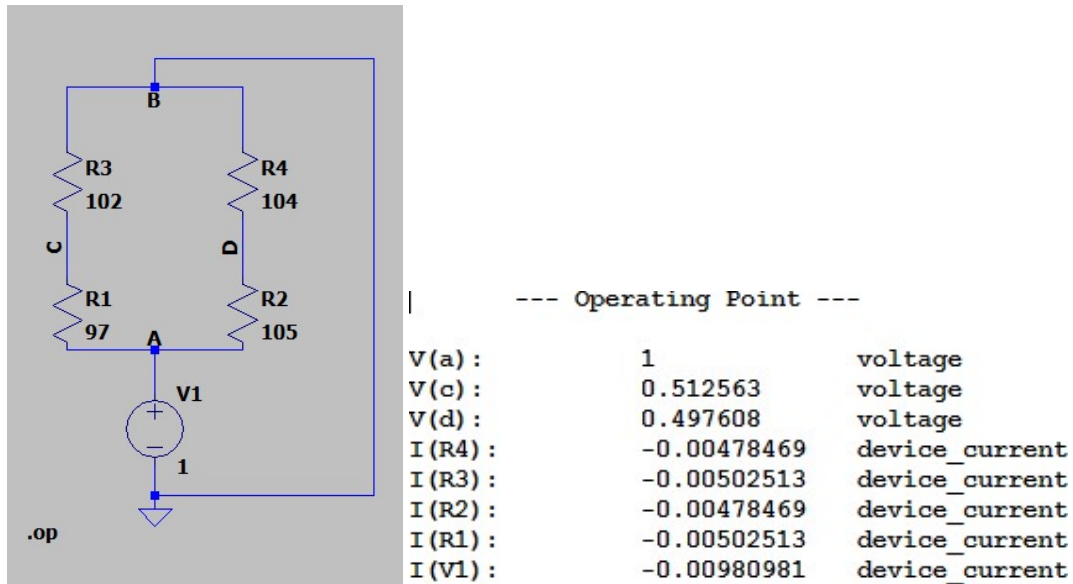 B
R3
102
R4
104
C
D
R1
97
R2
105
A
V1
1
.op
--- Operating Point ---
V(a): 1 voltage
V(c): 0.512563 voltage
V(d): 0.497608 voltage
I(R4): -0.00478469 device_current
I(R3): -0.00502513 device_current
I(R2): -0.00478469 device_current
I(R1): -0.00502513 device_current
I(V1): -0.00980981 device_current